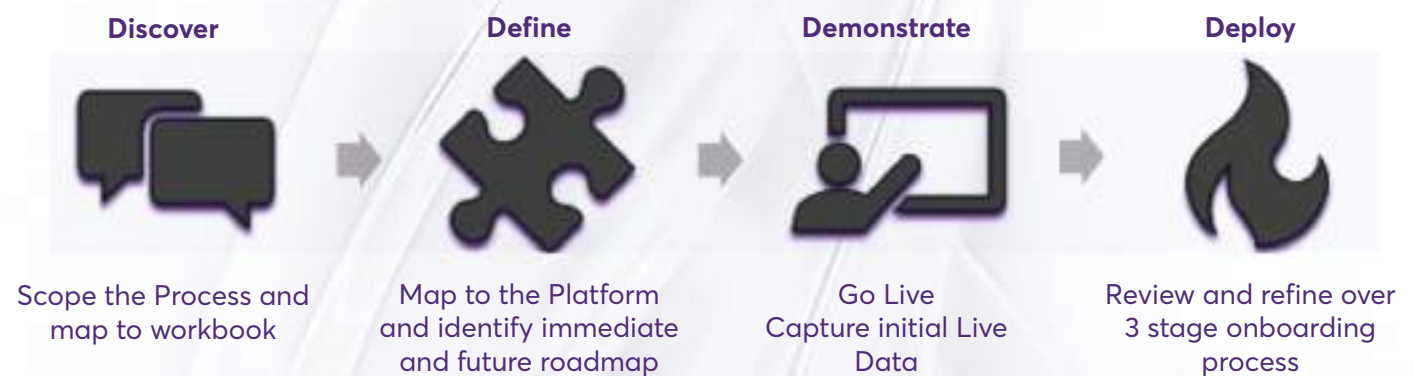 Discover
Define
Demonstrate
Deploy
Scope the Process and
map to workbook
Map to the Platform
and identify immediate
and future roadmap
Go Live
Capture initial Live
Data
Review and refine over
3 stage onboarding
process